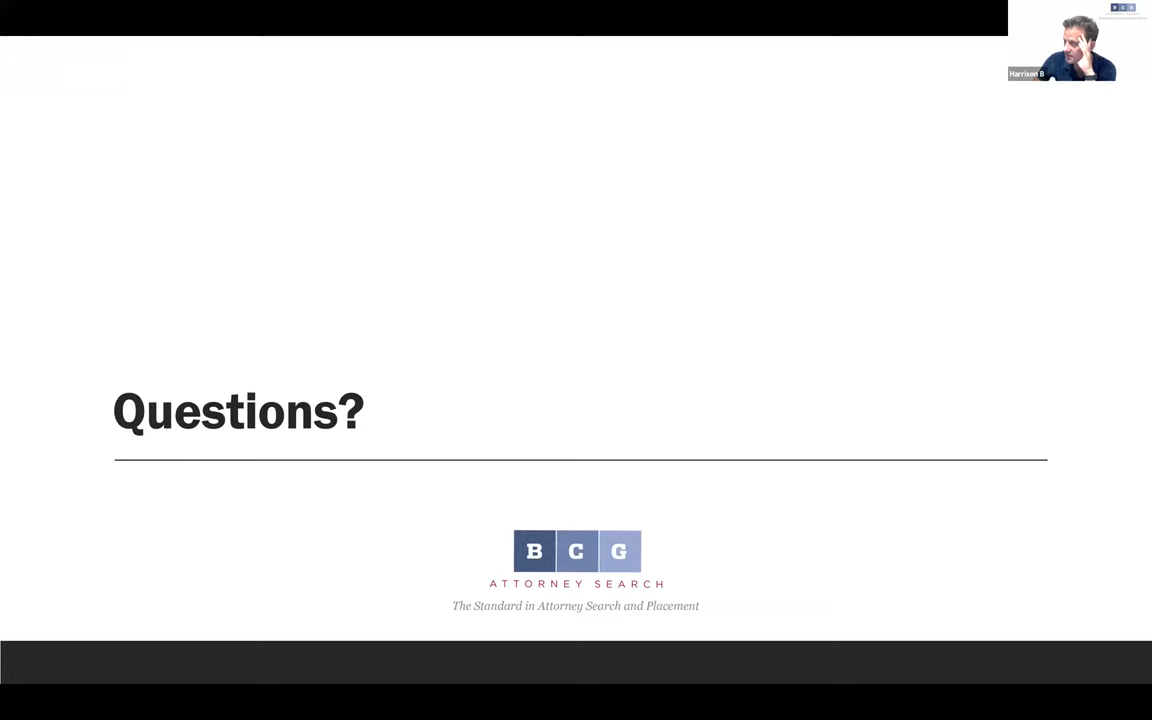 B C G
Harrison B
Questions?
B C G
ATTORNEY SEARCH
The Standard in Attorney Search and Placement